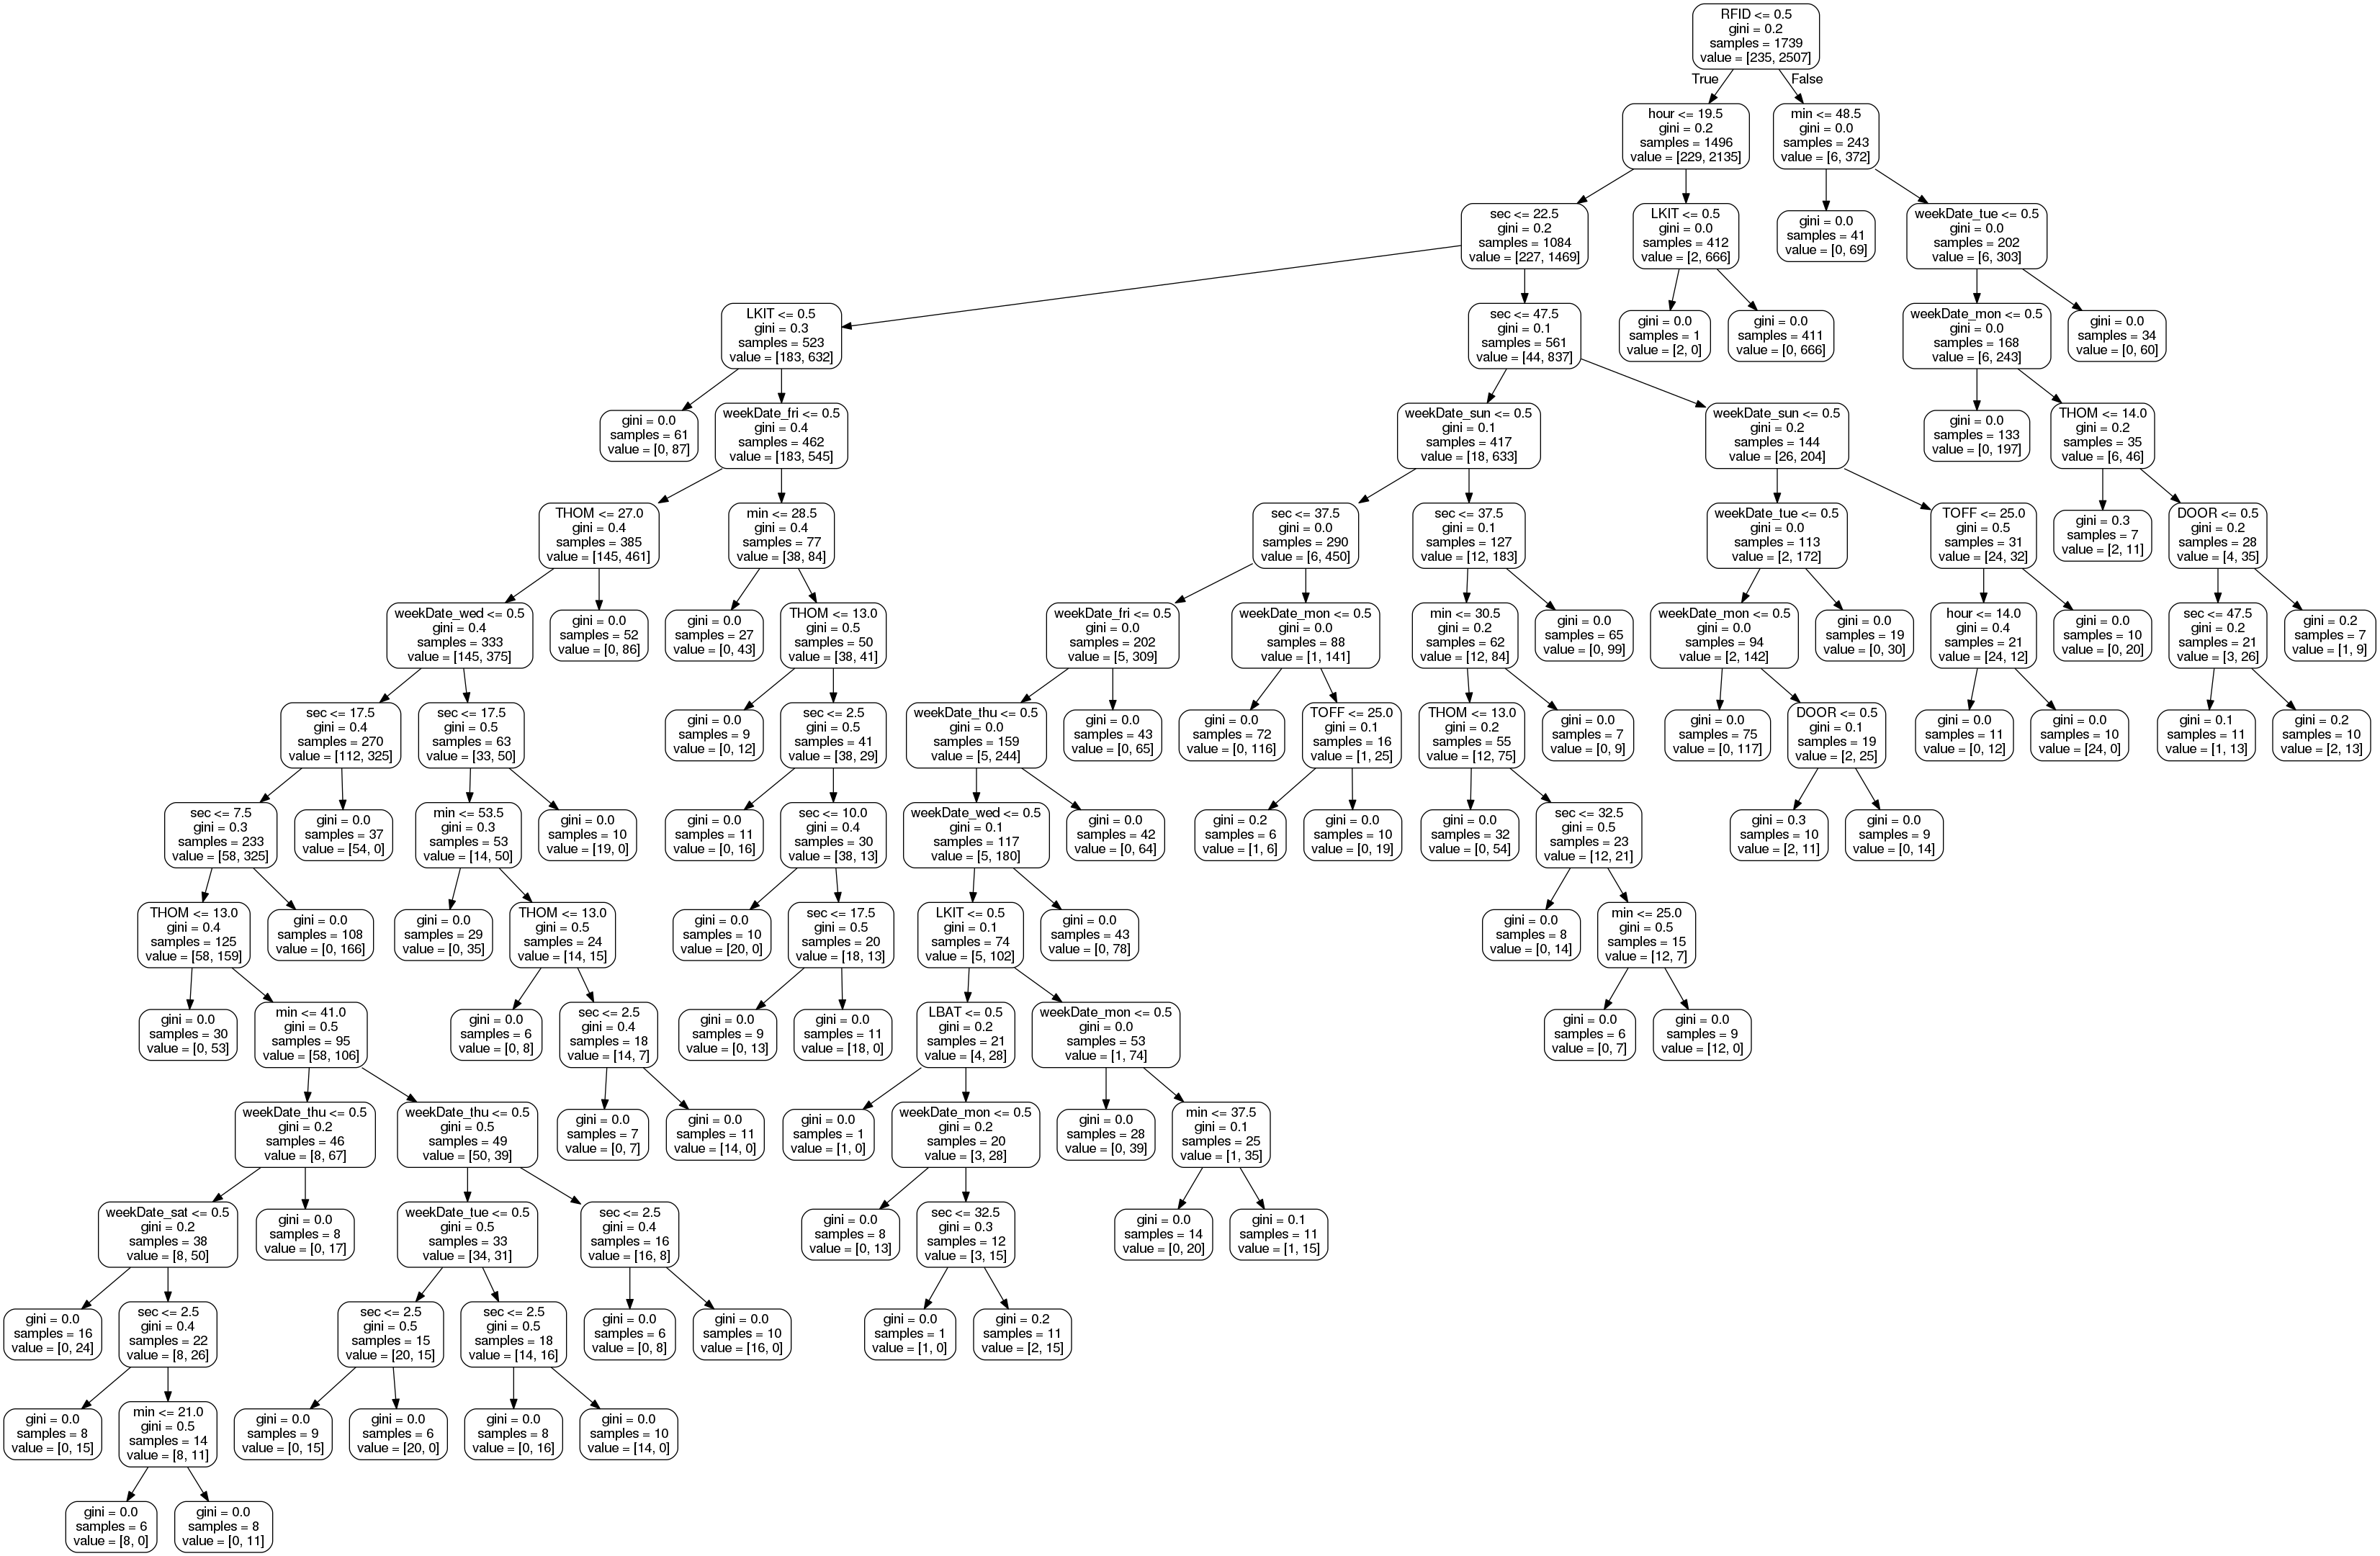 RFID <= 0.5
gini = 0.2
samples = 1739
value = [235, 2507]
True
False
hour <= 19.5
gini = 0.2
samples = 1496
value = [229, 2135]
min <= 48.5
gini = 0.0
samples = 243
value = [6, 372]
sec <= 22.5
gini = 0.2
samples = 1084
value = [227, 1469]
LKIT <= 0.5
gini = 0.0
samples = 412
value = [2, 666]
gini = 0.0
samples = 41
value = [0, 69]
weekDate_tue <= 0.5
gini = 0.0
samples = 202
value = [6, 303]
LKIT <= 0.5
gini = 0.3
samples = 523
value = [183, 632]
sec <= 47.5
gini = 0.1
samples = 561
value = [44, 837]
gini = 0.0
samples = 1
value = [2, 0]
gini = 0.0
samples = 411
value = [0, 666]
weekDate_mon <= 0.5
gini = 0.0
samples = 168
value = [6, 243]
gini = 0.0
samples = 34
value = [0, 60]
gini = 0.0
samples = 61
value = [0, 87]
weekDate_fri <= 0.5
gini = 0.4
samples = 462
value = [183, 545]
weekDate_sun <= 0.5
gini = 0.1
samples = 417
value = [18, 633]
weekDate_sun <= 0.5
gini = 0.2
samples = 144
value = [26, 204]
gini = 0.0
samples = 133
value = [0, 197]
THOM <= 14.0
gini = 0.2
samples = 35
value = [6, 46]
THOM <= 27.0
gini = 0.4
samples = 385
value = [145, 461]
min <= 28.5
gini = 0.4
samples = 77
value = [38, 84]
sec <= 37.5
gini = 0.0
samples = 290
value = [6, 450]
sec <= 37.5
gini = 0.1
samples = 127
value = [12, 183]
weekDate_tue <= 0.5
gini = 0.0
samples = 113
value = [2, 172]
TOFF <= 25.0
gini = 0.5
samples = 31
value = [24, 32]
gini = 0.3
samples = 7
value = [2, 11]
DOOR <= 0.5
gini = 0.2
samples = 28
value = [4, 35]
weekDate_wed <= 0.5
gini = 0.4
samples = 333
value = [145, 375]
gini = 0.0
samples = 52
value = [0, 86]
gini = 0.0
samples = 27
value = [0, 43]
THOM <= 13.0
gini = 0.5
samples = 50
value = [38, 41]
weekDate_fri <= 0.5
gini = 0.0
samples = 202
value = [5, 309]
weekDate_mon <= 0.5
gini = 0.0
samples = 88
value = [1, 141]
min <= 30.5
gini = 0.2
samples = 62
value = [12, 84]
gini = 0.0
samples = 65
value = [0, 99]
weekDate_mon <= 0.5
gini = 0.0
samples = 94
value = [2, 142]
gini = 0.0
samples = 19
value = [0, 30]
hour <= 14.0
gini = 0.4
samples = 21
value = [24, 12]
gini = 0.0
samples = 10
value = [0, 20]
sec <= 47.5
gini = 0.2
samples = 21
value = [3, 26]
gini = 0.2
samples = 7
value = [1, 9]
sec <= 17.5
gini = 0.4
samples = 270
value = [112, 325]
sec <= 17.5
gini = 0.5
samples = 63
value = [33, 50]
gini = 0.0
samples = 9
value = [0, 12]
sec <= 2.5
gini = 0.5
samples = 41
value = [38, 29]
weekDate_thu <= 0.5
gini = 0.0
samples = 159
value = [5, 244]
gini = 0.0
samples = 43
value = [0, 65]
gini = 0.0
samples = 72
value = [0, 116]
TOFF <= 25.0
gini = 0.1
samples = 16
value = [1, 25]
THOM <= 13.0
gini = 0.2
samples = 55
value = [12, 75]
gini = 0.0
samples = 7
value = [0, 9]
gini = 0.0
samples = 75
value = [0, 117]
DOOR <= 0.5
gini = 0.1
samples = 19
value = [2, 25]
gini = 0.0
samples = 11
value = [0, 12]
gini = 0.0
samples = 10
value = [24, 0]
gini = 0.1
samples = 11
value = [1, 13]
gini = 0.2
samples = 10
value = [2, 13]
sec <= 7.5
gini = 0.3
samples = 233
value = [58, 325]
gini = 0.0
samples = 37
value = [54, 0]
min <= 53.5
gini = 0.3
samples = 53
value = [14, 50]
gini = 0.0
samples = 10
value = [19, 0]
gini = 0.0
samples = 11
value = [0, 16]
sec <= 10.0
gini = 0.4
samples = 30
value = [38, 13]
weekDate_wed <= 0.5
gini = 0.1
samples = 117
value = [5, 180]
gini = 0.0
samples = 42
value = [0, 64]
gini = 0.2
samples = 6
value = [1, 6]
gini = 0.0
samples = 10
value = [0, 19]
gini = 0.0
samples = 32
value = [0, 54]
sec <= 32.5
gini = 0.5
samples = 23
value = [12, 21]
gini = 0.3
samples = 10
value = [2, 11]
gini = 0.0
samples = 9
value = [0, 14]
THOM <= 13.0
gini = 0.4
samples = 125
value = [58, 159]
gini = 0.0
samples = 108
value = [0, 166]
gini = 0.0
samples = 29
value = [0, 35]
THOM <= 13.0
gini = 0.5
samples = 24
value = [14, 15]
gini = 0.0
samples = 10
value = [20, 0]
sec <= 17.5
gini = 0.5
samples = 20
value = [18, 13]
LKIT <= 0.5
gini = 0.1
samples = 74
value = [5, 102]
gini = 0.0
samples = 43
value = [0, 78]
gini = 0.0
samples = 8
value = [0, 14]
min <= 25.0
gini = 0.5
samples = 15
value = [12, 7]
gini = 0.0
samples = 30
value = [0, 53]
min <= 41.0
gini = 0.5
samples = 95
value = [58, 106]
gini = 0.0
samples = 6
value = [0, 8]
sec <= 2.5
gini = 0.4
samples = 18
value = [14, 7]
gini = 0.0
samples = 9
value = [0, 13]
gini = 0.0
samples = 11
value = [18, 0]
LBAT <= 0.5
gini = 0.2
samples = 21
value = [4, 28]
weekDate_mon <= 0.5
gini = 0.0
samples = 53
value = [1, 74]
gini = 0.0
samples = 6
value = [0, 7]
gini = 0.0
samples = 9
value = [12, 0]
weekDate_thu <= 0.5
gini = 0.2
samples = 46
value = [8, 67]
weekDate_thu <= 0.5
gini = 0.5
samples = 49
value = [50, 39]
gini = 0.0
samples = 7
value = [0, 7]
gini = 0.0
samples = 11
value = [14, 0]
gini = 0.0
samples = 1
value = [1, 0]
weekDate_mon <= 0.5
gini = 0.2
samples = 20
value = [3, 28]
gini = 0.0
samples = 28
value = [0, 39]
min <= 37.5
gini = 0.1
samples = 25
value = [1, 35]
weekDate_sat <= 0.5
gini = 0.2
samples = 38
value = [8, 50]
gini = 0.0
samples = 8
value = [0, 17]
weekDate_tue <= 0.5
gini = 0.5
samples = 33
value = [34, 31]
sec <= 2.5
gini = 0.4
samples = 16
value = [16, 8]
gini = 0.0
samples = 8
value = [0, 13]
sec <= 32.5
gini = 0.3
samples = 12
value = [3, 15]
gini = 0.0
samples = 14
value = [0, 20]
gini = 0.1
samples = 11
value = [1, 15]
gini = 0.0
samples = 16
value = [0, 24]
sec <= 2.5
gini = 0.4
samples = 22
value = [8, 26]
sec <= 2.5
gini = 0.5
samples = 15
value = [20, 15]
sec <= 2.5
gini = 0.5
samples = 18
value = [14, 16]
gini = 0.0
samples = 6
value = [0, 8]
gini = 0.0
samples = 10
value = [16, 0]
gini = 0.0
samples = 1
value = [1, 0]
gini = 0.2
samples = 11
value = [2, 15]
gini = 0.0
samples = 8
value = [0, 15]
min <= 21.0
gini = 0.5
samples = 14
value = [8, 11]
gini = 0.0
samples = 9
value = [0, 15]
gini = 0.0
samples = 6
value = [20, 0]
gini = 0.0
samples = 8
value = [0, 16]
gini = 0.0
samples = 10
value = [14, 0]
gini = 0.0
samples = 6
value = [8, 0]
gini = 0.0
samples = 8
value = [0, 11]